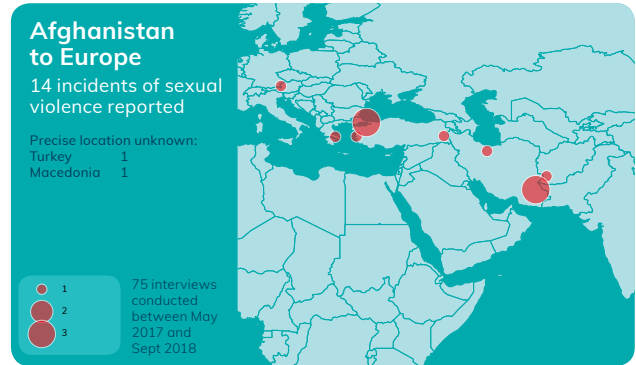 Afghanistan
to Europe
14 incidents of sexual
violence reported
Precise location unknown:
Turkey 1
Macedonia 1
1
2
3
75 interviews
conducted
between May
2017 and
Sept 2018